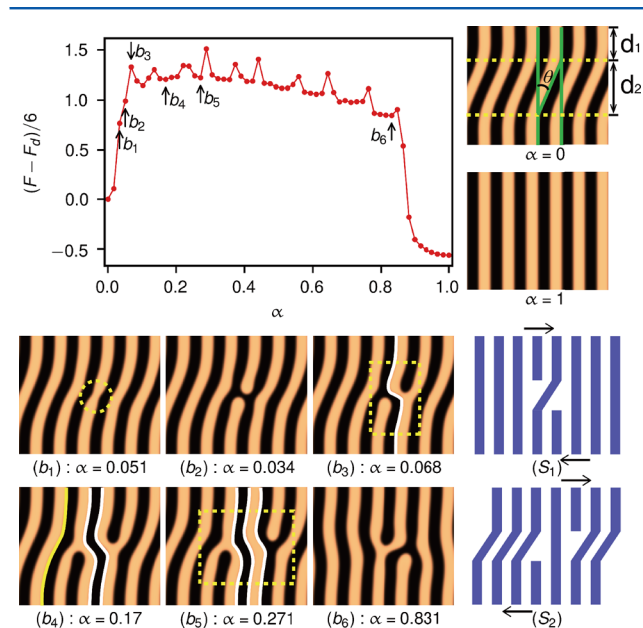 1.5
1.0
0.5
0.0
−0.5
(F − F_d)/6
0.0 0.2 0.4 0.6 0.8 1.0
α
b₃
b₂
b₁
b₄
b₅
b₆
θ
d₁
d₂
α = 0
α = 1
(b₁) : α = 0.051
(b₂) : α = 0.034
(b₃) : α = 0.068
(S₁)
(b₄) : α = 0.17
(b₅) : α = 0.271
(b₆) : α = 0.831
(S₂)